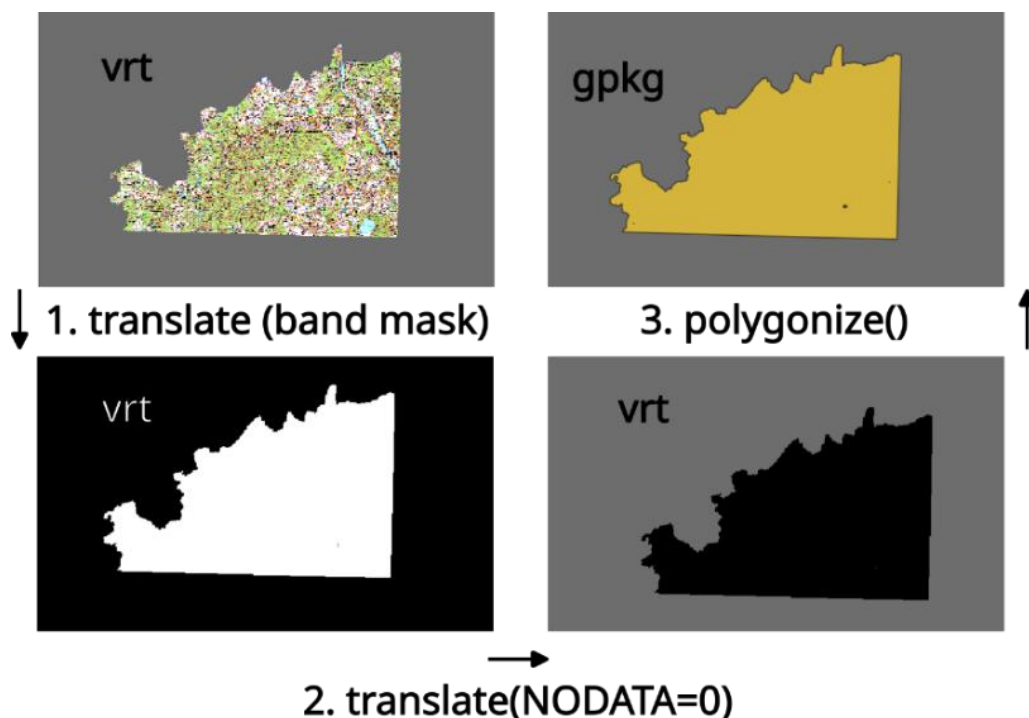 vrt
gpkg
1. translate (band mask)
3. polygonize()
vrt
vrt
2. translate(NODATA=0)